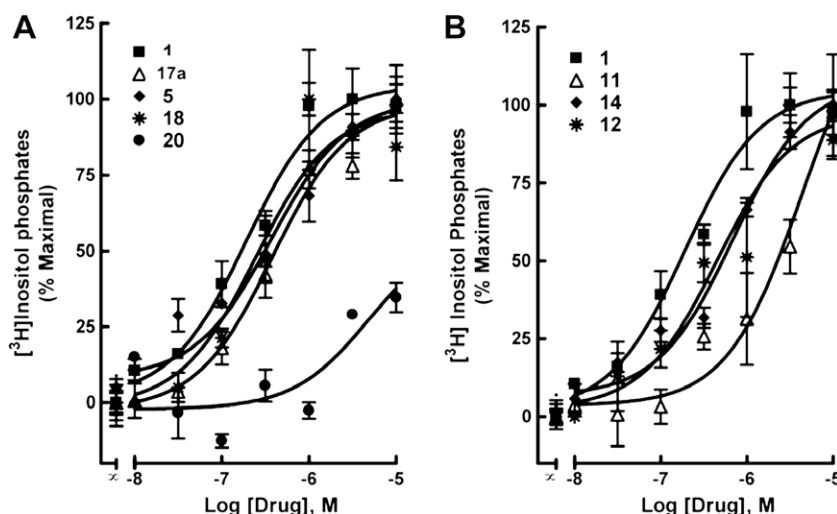 A
125
100
75
50
25
0
[³H]Inositol phosphates
(% Maximal)
1
17a
5
18
20
∞ -8 -7 -6 -5
Log [Drug], M
B
125
100
75
50
25
0
[³H] Inositol Phosphates
(% Maximal)
1
11
14
12
∞ -8 -7 -6 -5
Log [Drug], M